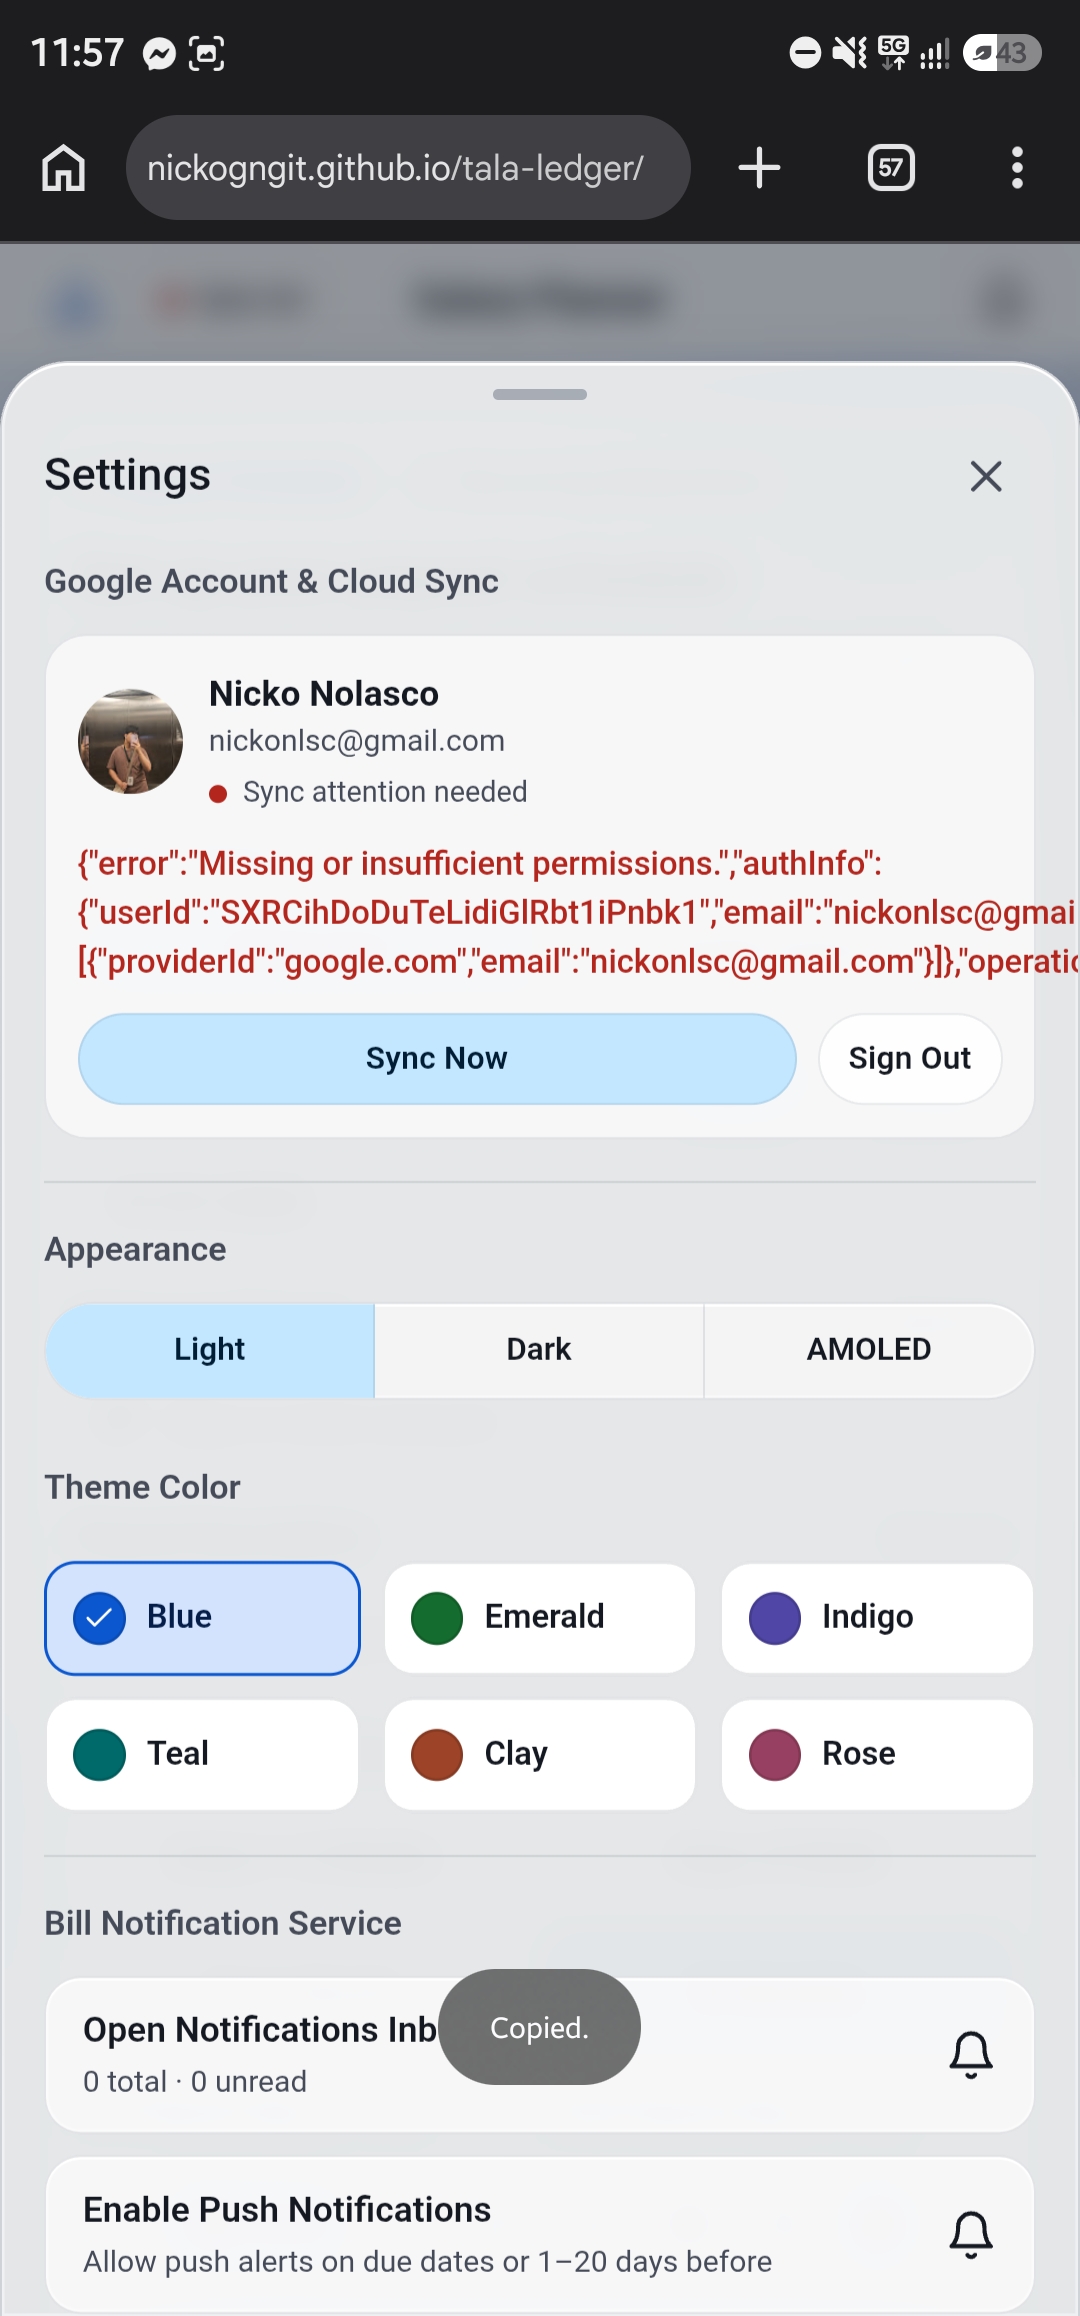 11:57
5G
43
nickogngit.github.io/tala-ledger/
57
Settings
Google Account & Cloud Sync
Nicko Nolasco
nickonlsc@gmail.com
Sync attention needed
{"error":"Missing or insufficient permissions.","authInfo":
{"userId":"SXRCihDoDuTeLidiGlRbt1iPnbk1","email":"nickonlsc@gmai
[{"providerId":"google.com","email":"nickonlsc@gmail.com"}]},"operatio
Sync Now
Sign Out
Appearance
Light
Dark
AMOLED
Theme Color
Blue
Emerald
Indigo
Teal
Clay
Rose
Bill Notification Service
Open Notifications Inb
Copied.
0 total · 0 unread
Enable Push Notifications
Allow push alerts on due dates or 1–20 days before